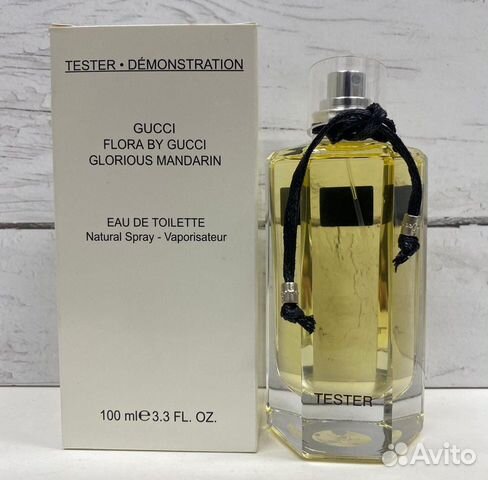 TESTER • DÉMONSTRATION
GUCCI
FLORA BY GUCCI
GLORIOUS MANDARIN
EAU DE TOILETTE
Natural Spray - Vaporisateur
100 ml℮3.3 FL. OZ.
TESTER
Avito